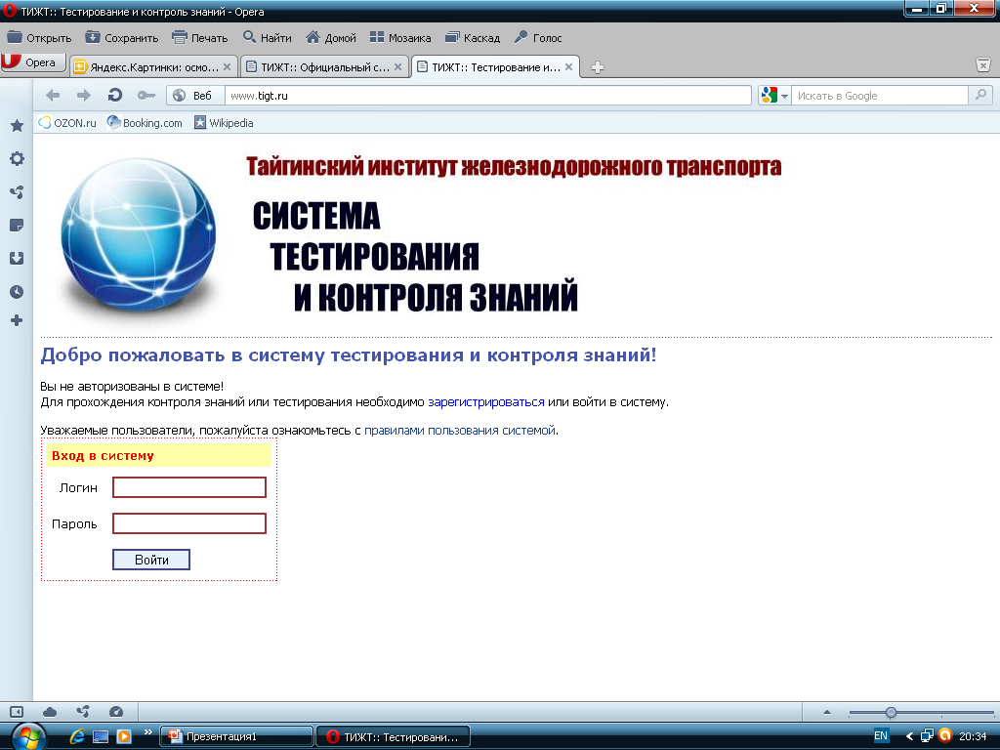 ТИЖТ:: Тестирование и контроль знаний - Opera
Открыть Сохранить Печать Найти Домой Мозаика Каскад Голос
Opera Яндекс.Картинки: осмо... ТИЖТ:: Официальный с... ТИЖТ:: Тестирование и...
Веб www.tigt.ru Искать в Google
OZON.ru Booking.com Wikipedia
Тайгинский институт железнодорожного транспорта
СИСТЕМА
ТЕСТИРОВАНИЯ
И КОНТРОЛЯ ЗНАНИЙ
Добро пожаловать в систему тестирования и контроля знаний!
Вы не авторизованы в системе!
Для прохождения контроля знаний или тестирования необходимо зарегистрироваться или войти в систему.
Уважаемые пользователи, пожалуйста ознакомьтесь с правилами пользования системой.
Вход в систему
Логин
Пароль
Войти
Презентация1 ТИЖТ:: Тестировани... EN 20:34